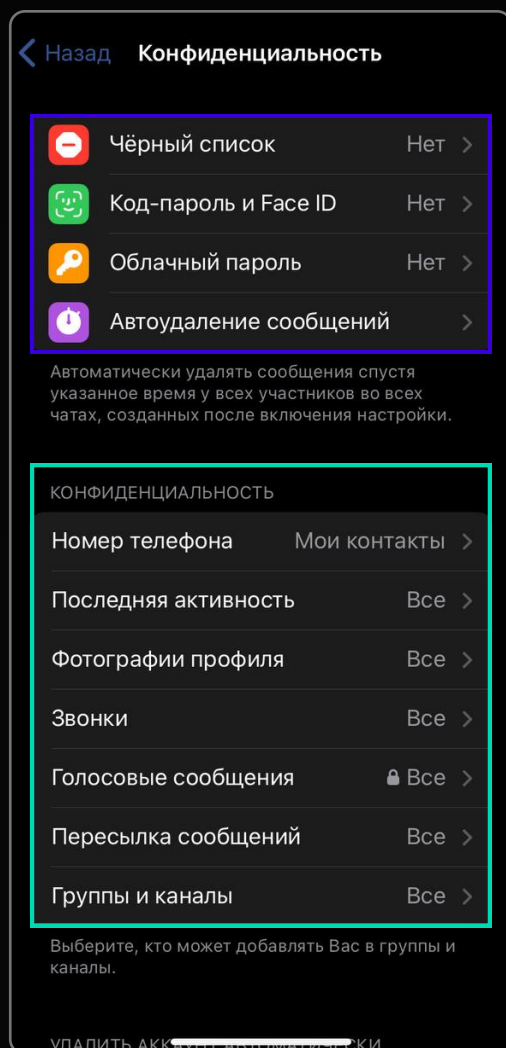 Назад Конфиденциальность
Чёрный список Нет
Код-пароль и Face ID Нет
Облачный пароль Нет
Автоудаление сообщений
Автоматически удалять сообщения спустя
указанное время у всех участников во всех
чатах, созданных после включения настройки.
КОНФИДЕНЦИАЛЬНОСТЬ
Номер телефона Мои контакты
Последняя активность Все
Фотографии профиля Все
Звонки Все
Голосовые сообщения Все
Пересылка сообщений Все
Группы и каналы Все
Выберите, кто может добавлять Вас в группы и
каналы.
УДАЛИТЬ АККАУНТ АВТОМАТИЧЕСКИ